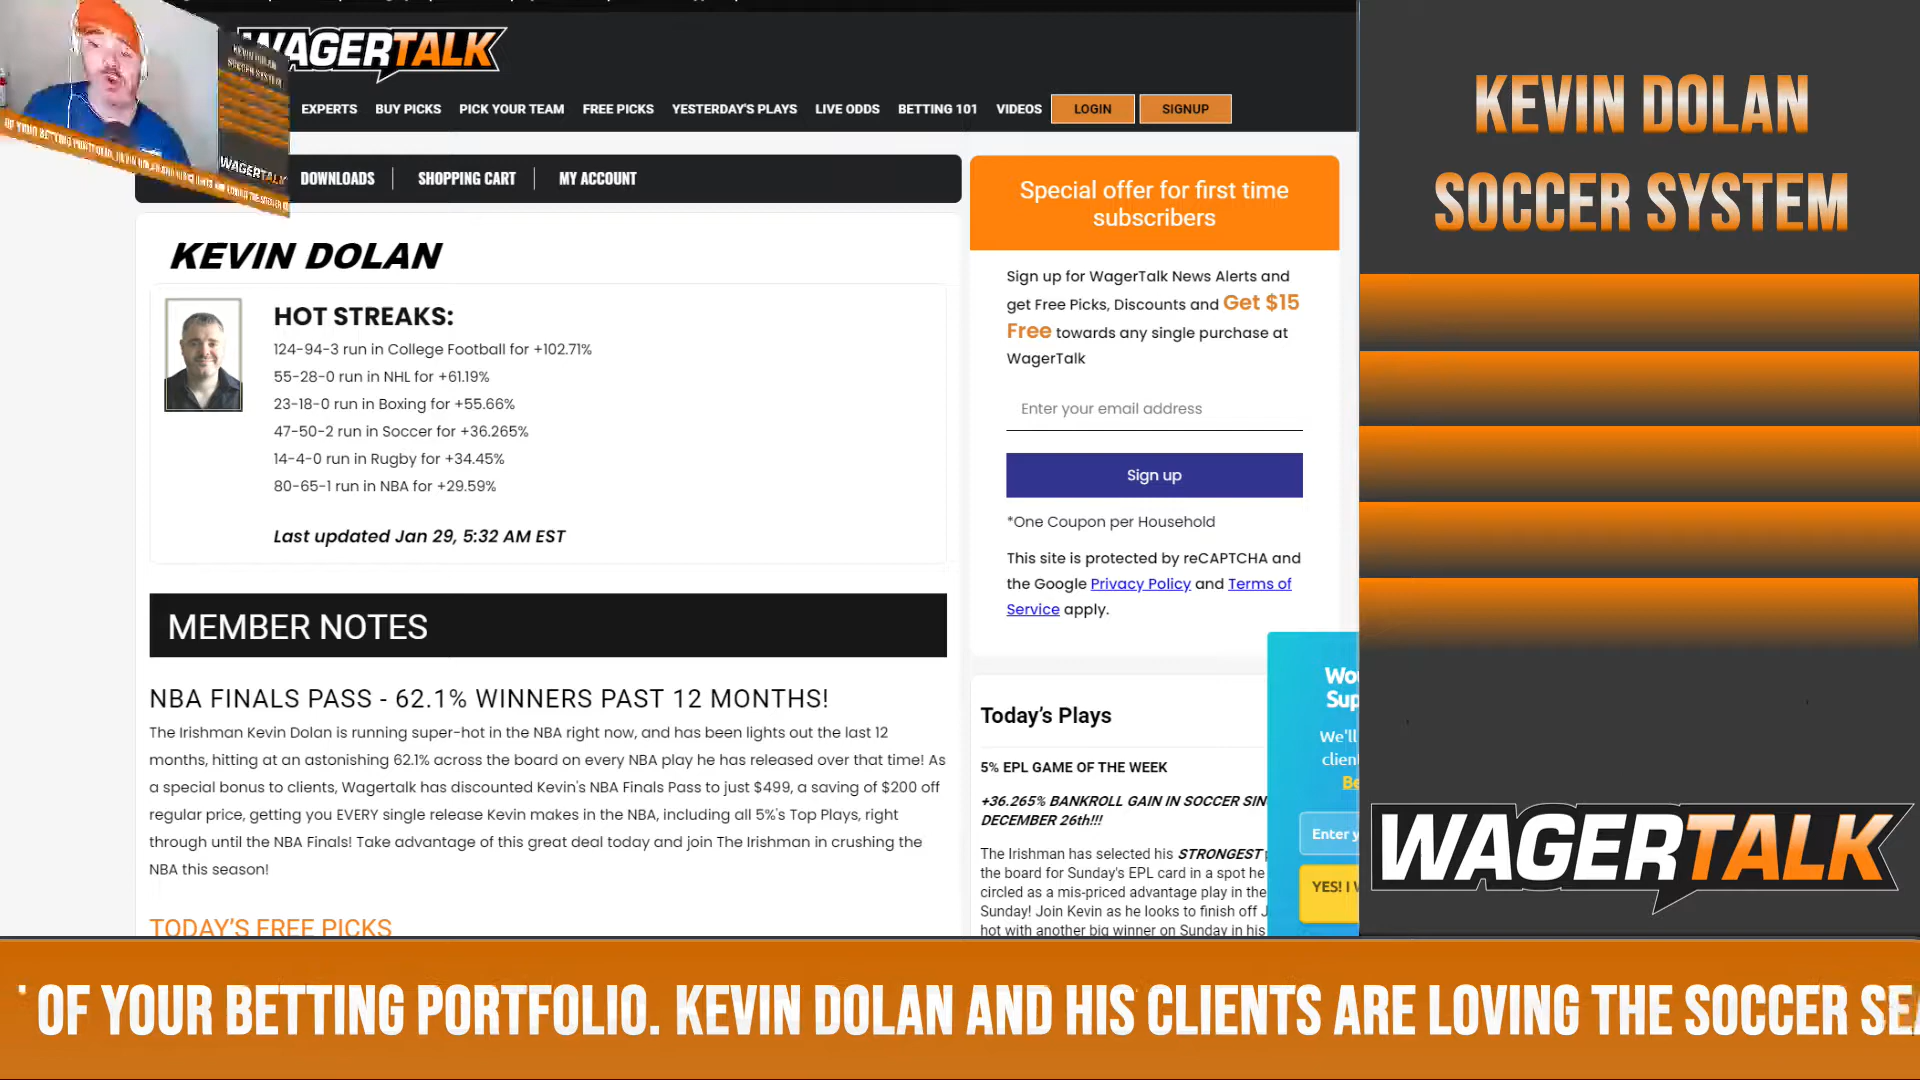 WAGERTALK
EXPERTS BUY PICKS PICK YOUR TEAM FREE PICKS YESTERDAY'S PLAYS LIVE ODDS BETTING 101 VIDEOS LOGIN SIGNUP
DOWNLOADS SHOPPING CART MY ACCOUNT
KEVIN DOLAN
SOCCER SYSTEM
WAGERTALK
KEVIN DOLAN
HOT STREAKS:
124-94-3 run in College Football for +102.71%
55-28-0 run in NHL for +61.19%
23-18-0 run in Boxing for +55.66%
47-50-2 run in Soccer for +36.265%
14-4-0 run in Rugby for +34.45%
80-65-1 run in NBA for +29.59%
Last updated Jan 29, 5:32 AM EST
MEMBER NOTES
NBA FINALS PASS - 62.1% WINNERS PAST 12 MONTHS!
The Irishman Kevin Dolan is running super-hot in the NBA right now, and has been lights out the last 12
months, hitting at an astonishing 62.1% across the board on every NBA play he has released over that time! As
a special bonus to clients, Wagertalk has discounted Kevin's NBA Finals Pass to just $499, a saving of $200 off
regular price, getting you EVERY single release Kevin makes in the NBA, including all 5%'s Top Plays, right
through until the NBA Finals! Take advantage of this great deal today and join The Irishman in crushing the
NBA this season!
TODAY'S FREE PICKS
Special offer for first time
subscribers
Sign up for WagerTalk News Alerts and
get Free Picks, Discounts and Get $15
Free towards any single purchase at
WagerTalk
Enter your email address
Sign up
*One Coupon per Household
This site is protected by reCAPTCHA and
the Google Privacy Policy and Terms of
Service apply.
Today's Plays
5% EPL GAME OF THE WEEK
+36.265% BANKROLL GAIN IN SOCCER SIN
DECEMBER 26th!!!
The Irishman has selected his STRONGEST
the board for Sunday's EPL card in a spot he
circled as a mis-priced advantage play in the
Sunday! Join Kevin as he looks to finish off J
hot with another big winner on Sunday in his
Wo
Sup
We'll
clien
Be
Enter y
YES! I W
KEVIN DOLAN
SOCCER SYSTEM
WAGERTALK
OF YOUR BETTING PORTFOLIO. KEVIN DOLAN AND HIS CLIENTS ARE LOVING THE SOCCER SE